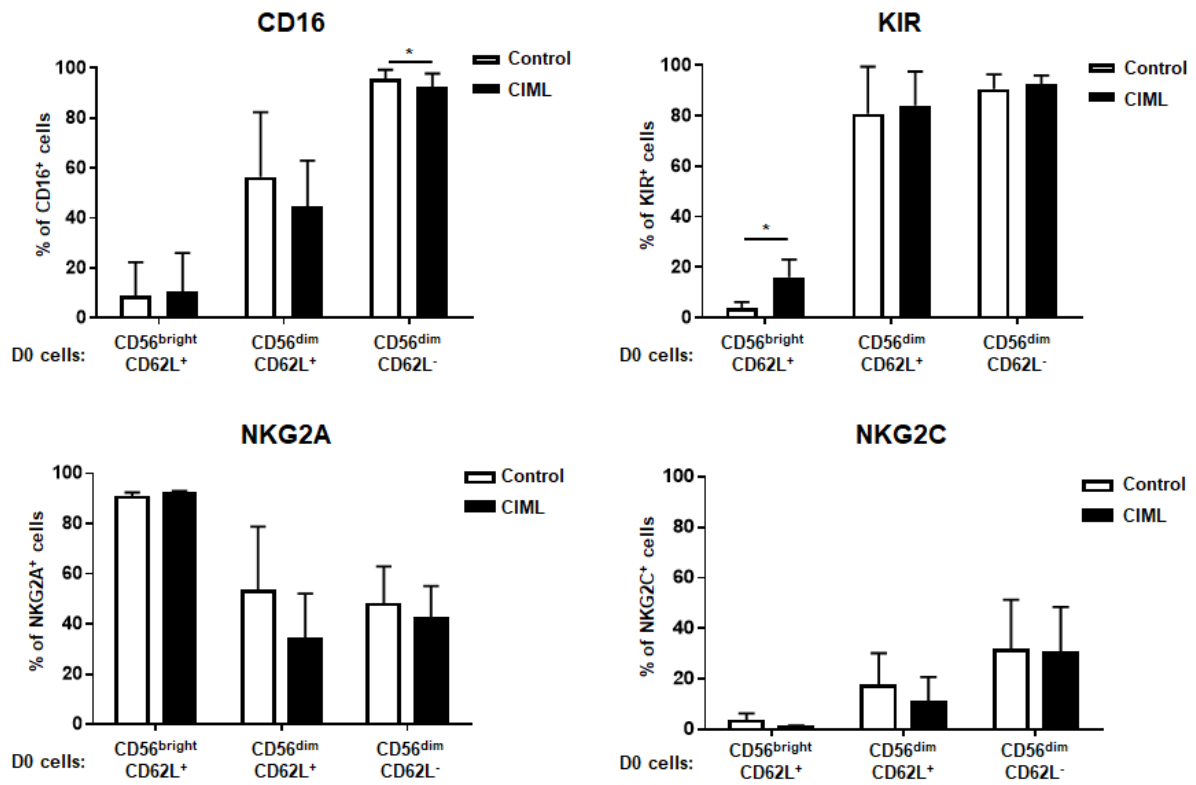 CD16
% of CD16⁺ cells
100
80
60
40
20
0
*
Control
CIML
D0 cells:
CD56ᵇʳⁱᵍʰᵗ CD56ᵈⁱᵐ CD56ᵈⁱᵐ
CD62L⁺ CD62L⁺ CD62L⁻
KIR
% of KIR⁺ cells
100
80
60
40
20
0
*
Control
CIML
D0 cells:
CD56ᵇʳⁱᵍʰᵗ CD56ᵈⁱᵐ CD56ᵈⁱᵐ
CD62L⁺ CD62L⁺ CD62L⁻
NKG2A
% of NKG2A⁺ cells
100
80
60
40
20
0
Control
CIML
D0 cells:
CD56ᵇʳⁱᵍʰᵗ CD56ᵈⁱᵐ CD56ᵈⁱᵐ
CD62L⁺ CD62L⁺ CD62L⁻
NKG2C
% of NKG2C⁺ cells
100
80
60
40
20
0
Control
CIML
D0 cells:
CD56ᵇʳⁱᵍʰᵗ CD56ᵈⁱᵐ CD56ᵈⁱᵐ
CD62L⁺ CD62L⁺ CD62L⁻